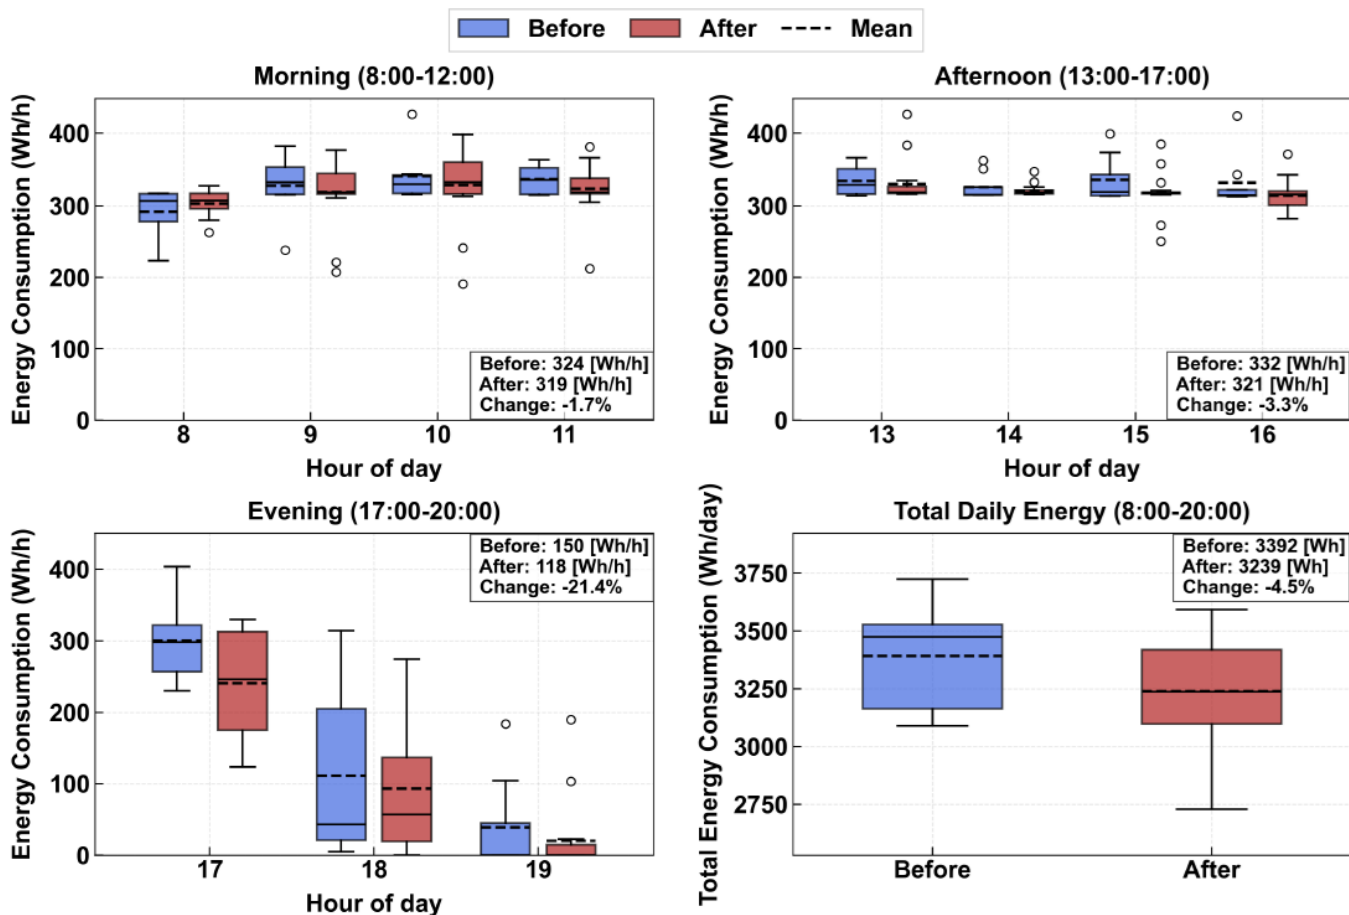 Before After Mean
Morning (8:00-12:00)
Energy Consumption (Wh/h)
400
300
200
100
0
8 9 10 11
Hour of day
Before: 324 [Wh/h]
After: 319 [Wh/h]
Change: -1.7%
Afternoon (13:00-17:00)
Energy Consumption (Wh/h)
400
300
200
100
0
13 14 15 16
Hour of day
Before: 332 [Wh/h]
After: 321 [Wh/h]
Change: -3.3%
Evening (17:00-20:00)
Energy Consumption (Wh/h)
400
300
200
100
0
17 18 19
Hour of day
Before: 150 [Wh/h]
After: 118 [Wh/h]
Change: -21.4%
Total Daily Energy (8:00-20:00)
Total Energy Consumption (Wh/day)
3750
3500
3250
3000
2750
Before After
Before: 3392 [Wh]
After: 3239 [Wh]
Change: -4.5%